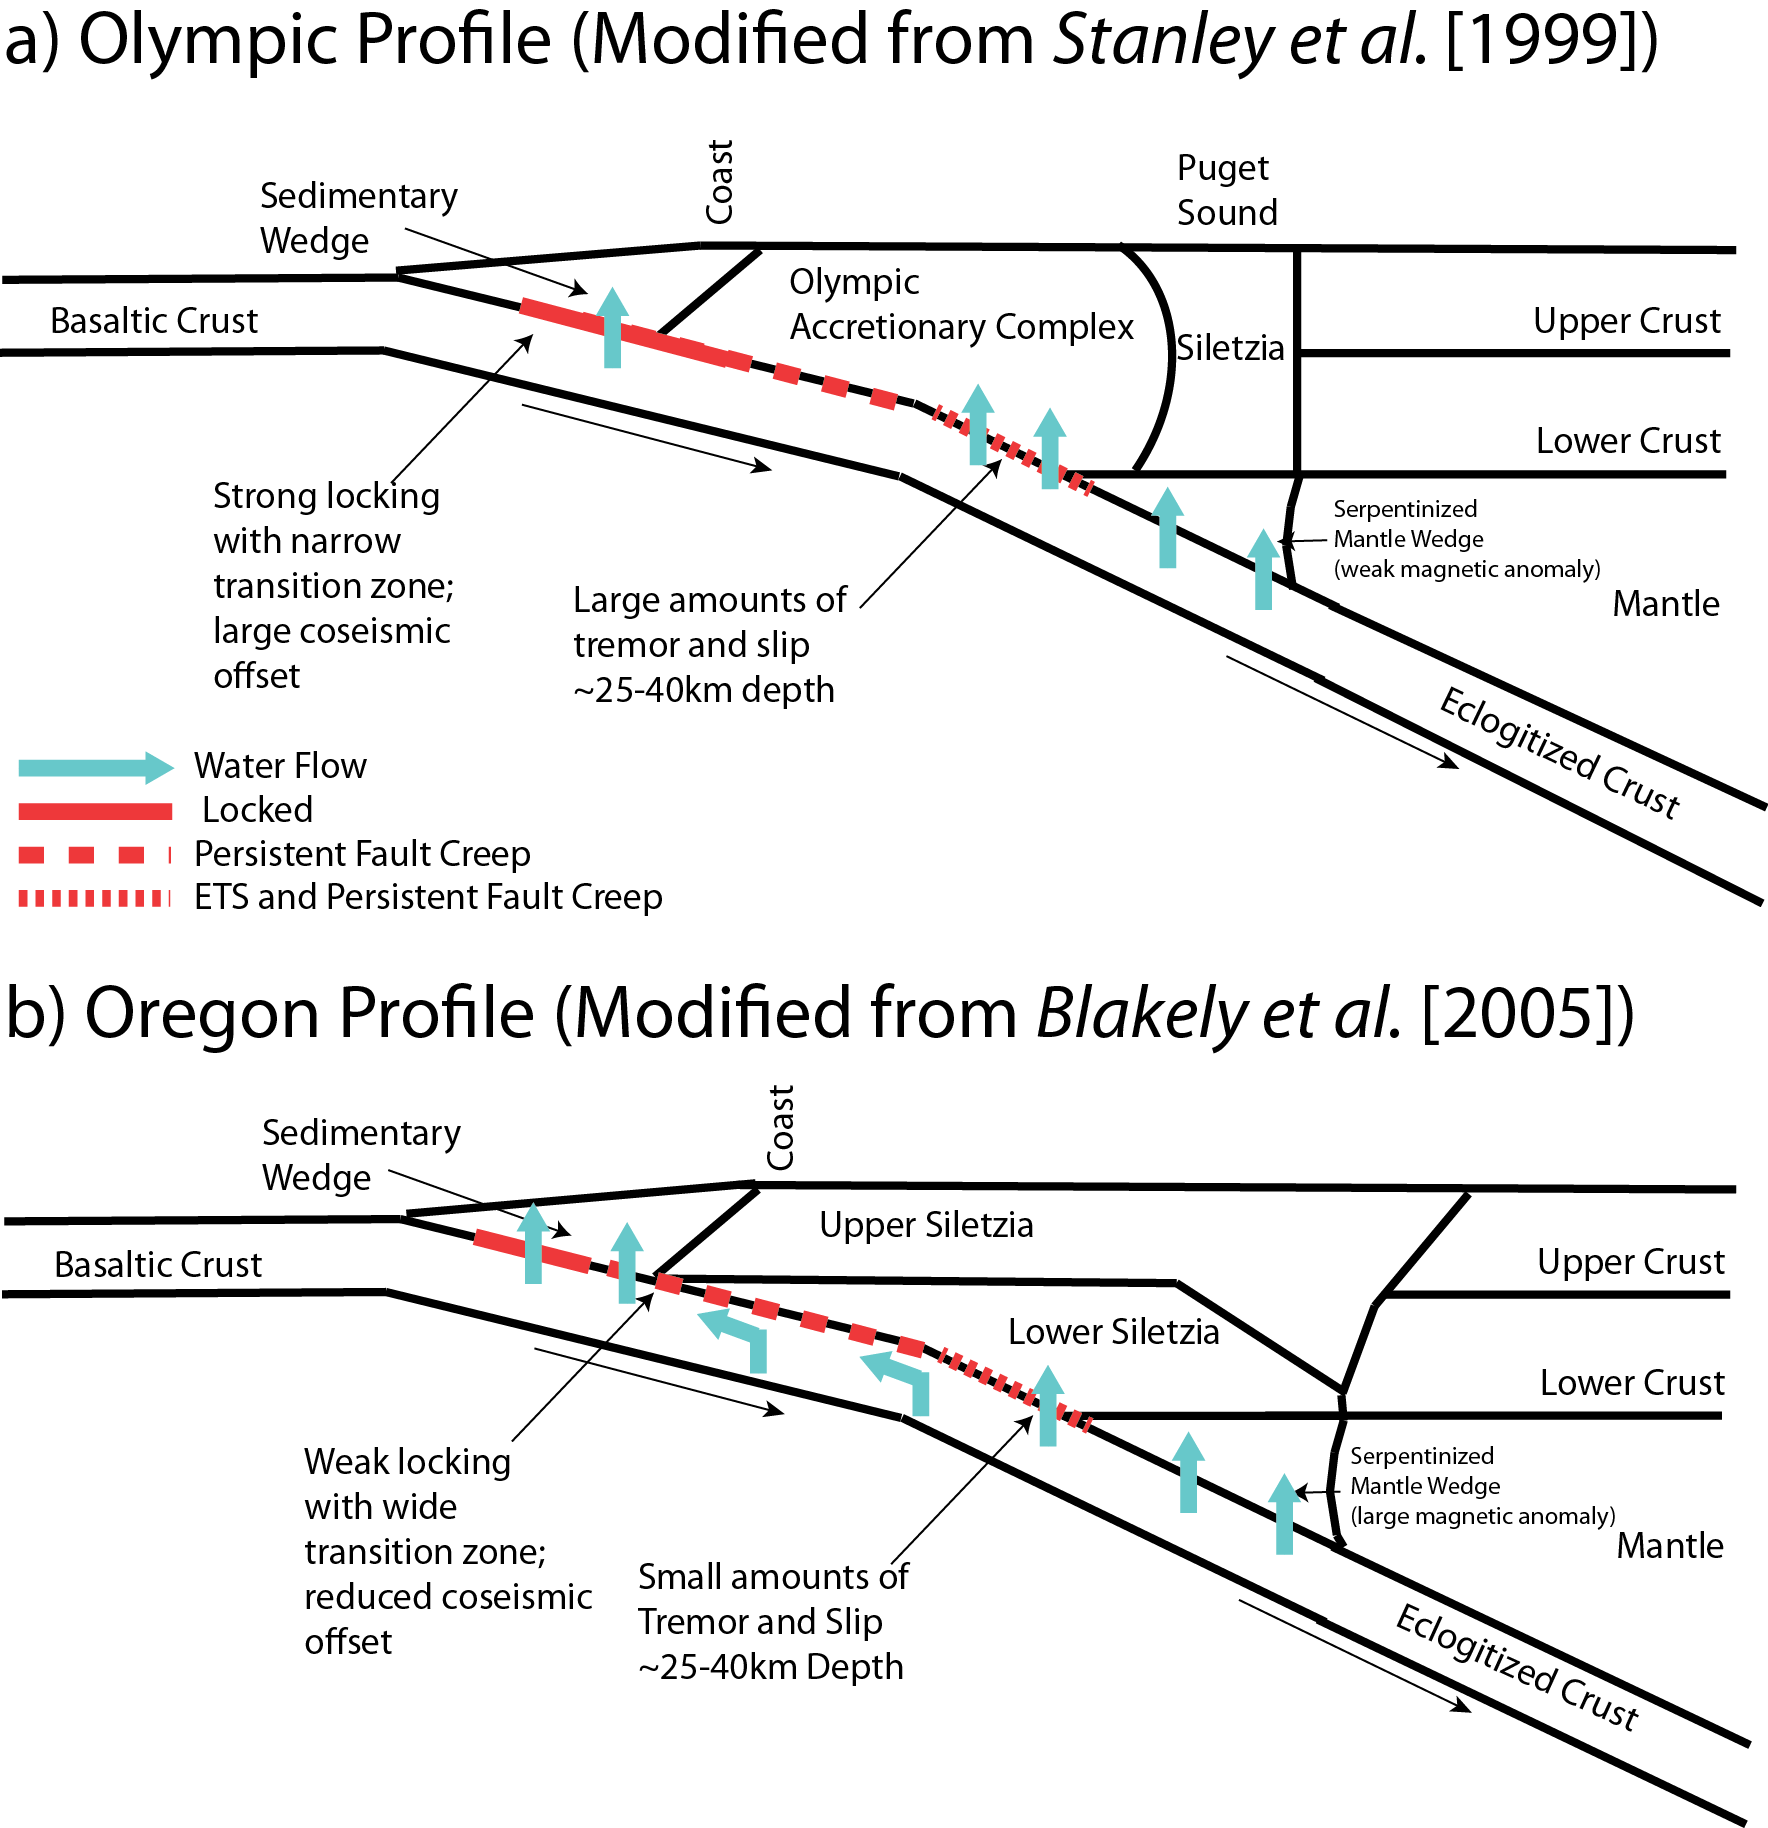 a) Olympic Profile (Modified from Stanley et al. [1999])
Sedimentary
Wedge
Coast
Puget
Sound
Basaltic Crust
Olympic
Accretionary Complex
Siletzia
Upper Crust
Lower Crust
Strong locking
with narrow
transition zone;
large coseismic
offset
Large amounts of
tremor and slip
~25-40km depth
Serpentinized
Mantle Wedge
(weak magnetic anomaly)
Mantle
Eclogitized Crust
Water Flow
Locked
Persistent Fault Creep
ETS and Persistent Fault Creep
b) Oregon Profile (Modified from Blakely et al. [2005])
Sedimentary
Wedge
Coast
Basaltic Crust
Upper Siletzia
Lower Siletzia
Upper Crust
Lower Crust
Weak locking
with wide
transition zone;
reduced coseismic
offset
Small amounts of
Tremor and Slip
~25-40km Depth
Serpentinized
Mantle Wedge
(large magnetic anomaly)
Mantle
Eclogitized Crust